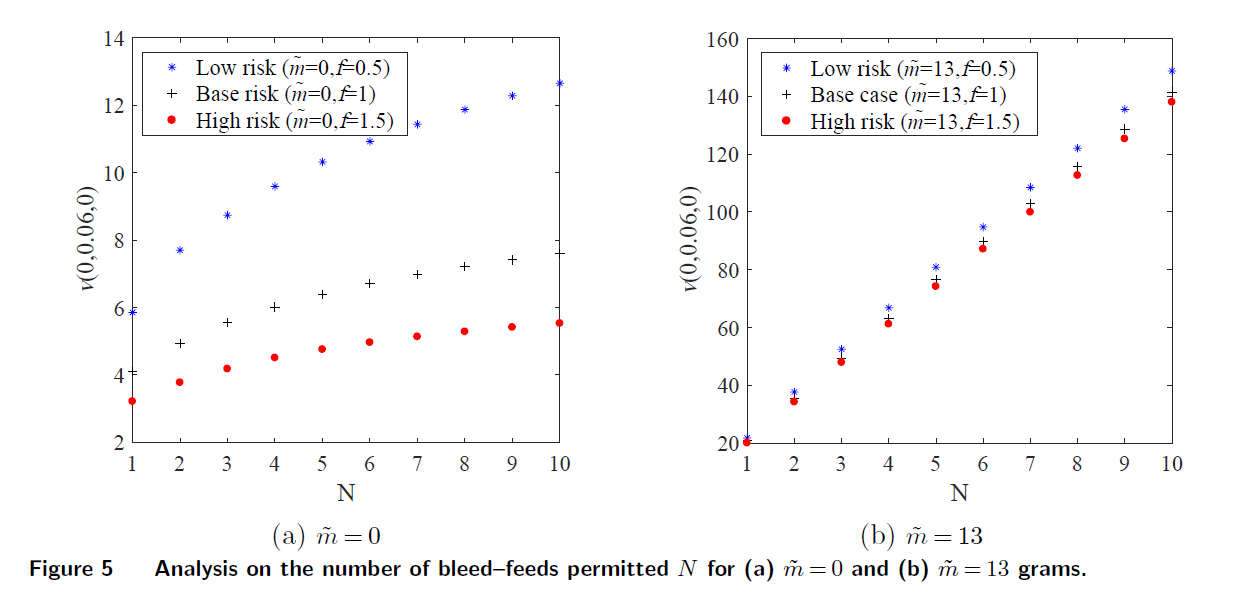 14
12
10
8
6
4
2
v(0,0.06,0)
* Low risk (m̃=0,f=0.5)
+ Base risk (m̃=0,f=1)
● High risk (m̃=0,f=1.5)
1 2 3 4 5 6 7 8 9 10
N
(a) m̃ = 0
160
140
120
100
80
60
40
20
v(0,0.06,0)
* Low risk (m̃=13,f=0.5)
+ Base case (m̃=13,f=1)
● High risk (m̃=13,f=1.5)
1 2 3 4 5 6 7 8 9 10
N
(b) m̃ = 13
Figure 5 Analysis on the number of bleed–feeds permitted N for (a) m̃ = 0 and (b) m̃ = 13 grams.